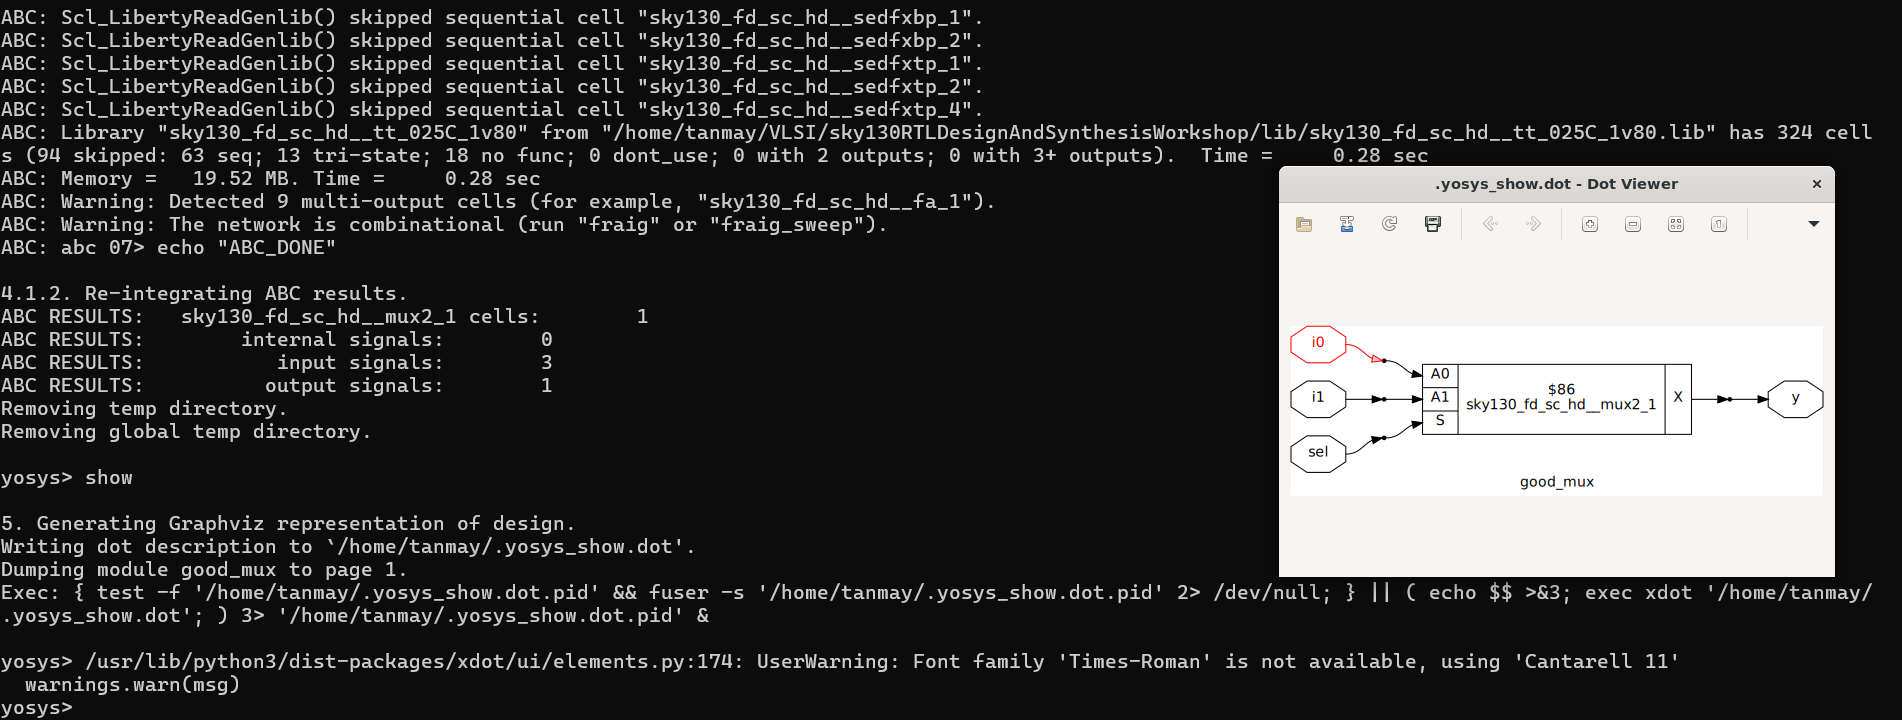 ABC: Scl_LibertyReadGenlib() skipped sequential cell "sky130_fd_sc_hd__sedfxbp_1".
ABC: Scl_LibertyReadGenlib() skipped sequential cell "sky130_fd_sc_hd__sedfxbp_2".
ABC: Scl_LibertyReadGenlib() skipped sequential cell "sky130_fd_sc_hd__sedfxtp_1".
ABC: Scl_LibertyReadGenlib() skipped sequential cell "sky130_fd_sc_hd__sedfxtp_2".
ABC: Scl_LibertyReadGenlib() skipped sequential cell "sky130_fd_sc_hd__sedfxtp_4".
ABC: Library "sky130_fd_sc_hd__tt_025C_1v80" from "/home/tanmay/VLSI/sky130RTLDesignAndSynthesisWorkshop/lib/sky130_fd_sc_hd__tt_025C_1v80.lib" has 324 cell
s (94 skipped: 63 seq; 13 tri-state; 18 no func; 0 dont_use; 0 with 2 outputs; 0 with 3+ outputs).  Time =     0.28 sec
ABC: Memory =   19.52 MB. Time =     0.28 sec
ABC: Warning: Detected 9 multi-output cells (for example, "sky130_fd_sc_hd__fa_1").
ABC: Warning: The network is combinational (run "fraig" or "fraig_sweep").
ABC: abc 07> echo "ABC_DONE"
4.1.2. Re-integrating ABC results.
ABC RESULTS:   sky130_fd_sc_hd__mux2_1 cells:        1
ABC RESULTS:        internal signals:        0
ABC RESULTS:           input signals:        3
ABC RESULTS:          output signals:        1
Removing temp directory.
Removing global temp directory.
yosys> show
5. Generating Graphviz representation of design.
Writing dot description to `/home/tanmay/.yosys_show.dot'.
Dumping module good_mux to page 1.
Exec: { test -f '/home/tanmay/.yosys_show.dot.pid' && fuser -s '/home/tanmay/.yosys_show.dot.pid' 2> /dev/null; } || ( echo $$ >&3; exec xdot '/home/tanmay/
.yosys_show.dot'; ) 3> '/home/tanmay/.yosys_show.dot.pid' &
yosys> /usr/lib/python3/dist-packages/xdot/ui/elements.py:174: UserWarning: Font family 'Times-Roman' is not available, using 'Cantarell 11'
  warnings.warn(msg)
yosys>
.yosys_show.dot - Dot Viewer
i0
i1
sel
A0
A1
S
$86
sky130_fd_sc_hd__mux2_1
X
y
good_mux